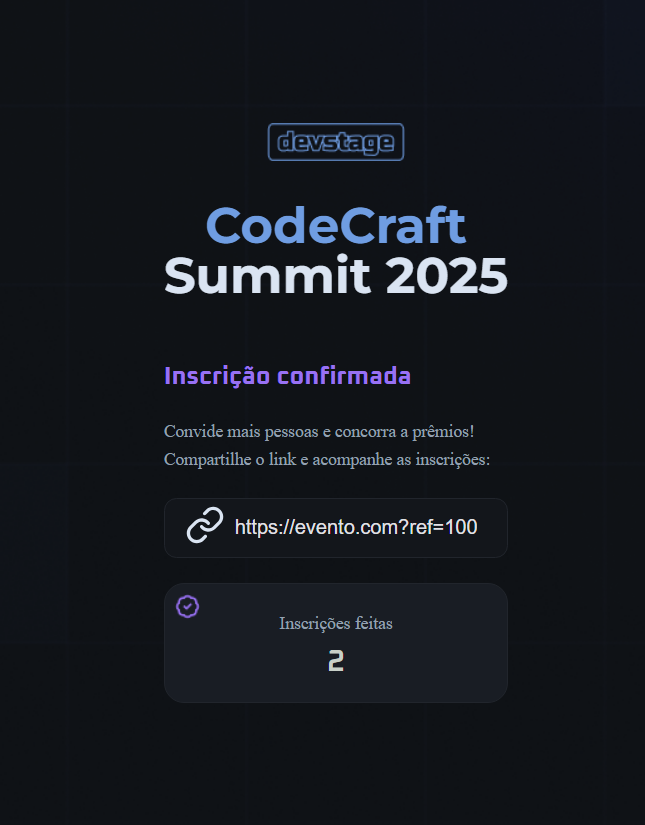 devstage
CodeCraft
Summit 2025
Inscrição confirmada
Convide mais pessoas e concorra a prêmios!
Compartilhe o link e acompanhe as inscrições:
https://evento.com?ref=100
Inscrições feitas
2